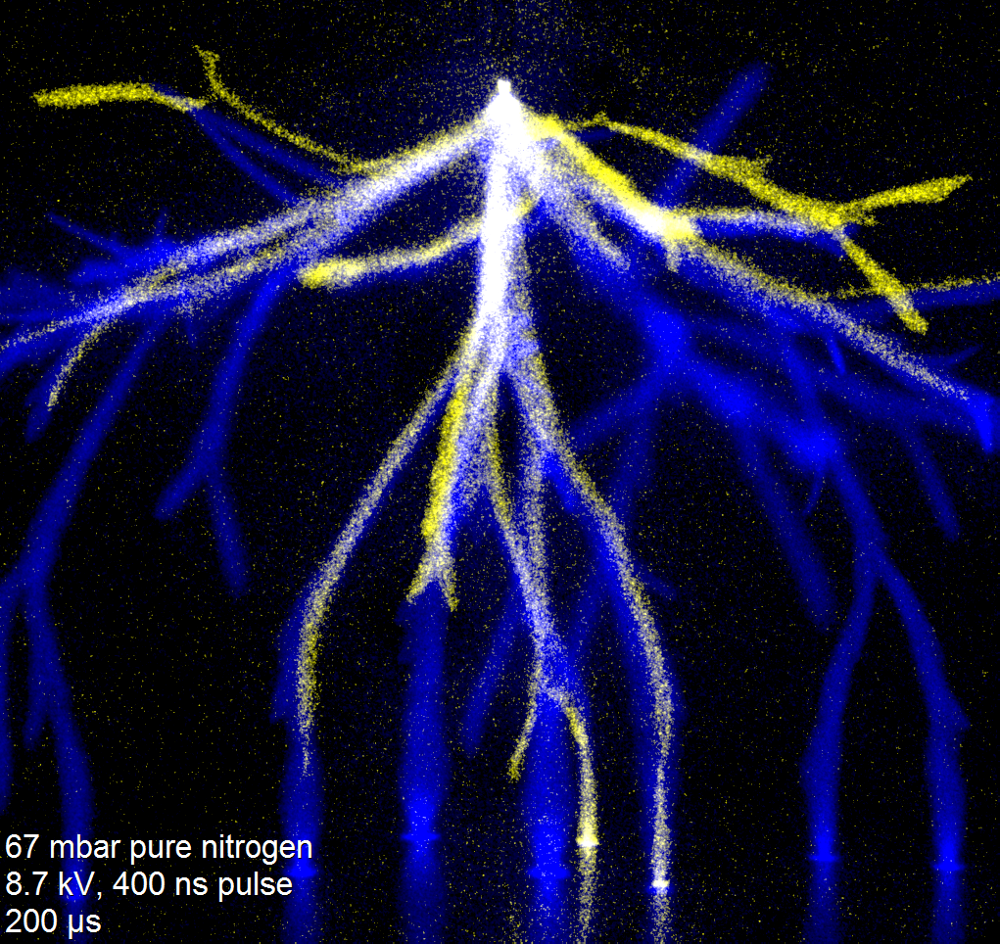 67 mbar pure nitrogen
8.7 kV, 400 ns pulse
200 µs